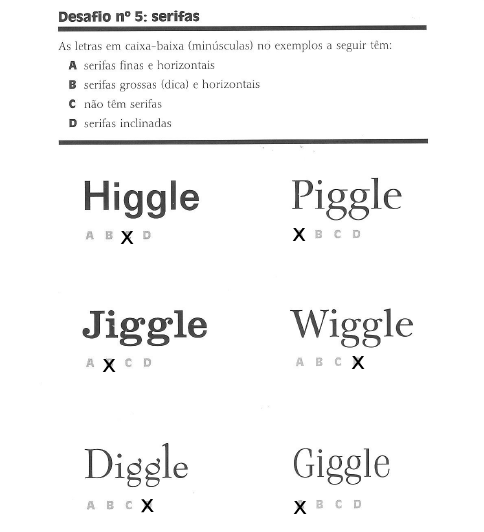 Desafio nº 5: serifas
As letras em caixa-baixa (minúsculas) no exemplos a seguir têm:
A serifas finas e horizontais
B serifas grossas (dica) e horizontais
C não têm serifas
D serifas inclinadas
Higgle Piggle
A B X D X B C D
Jiggle Wiggle
A X C D A B C X
Diggle Giggle
A B C X X B C D